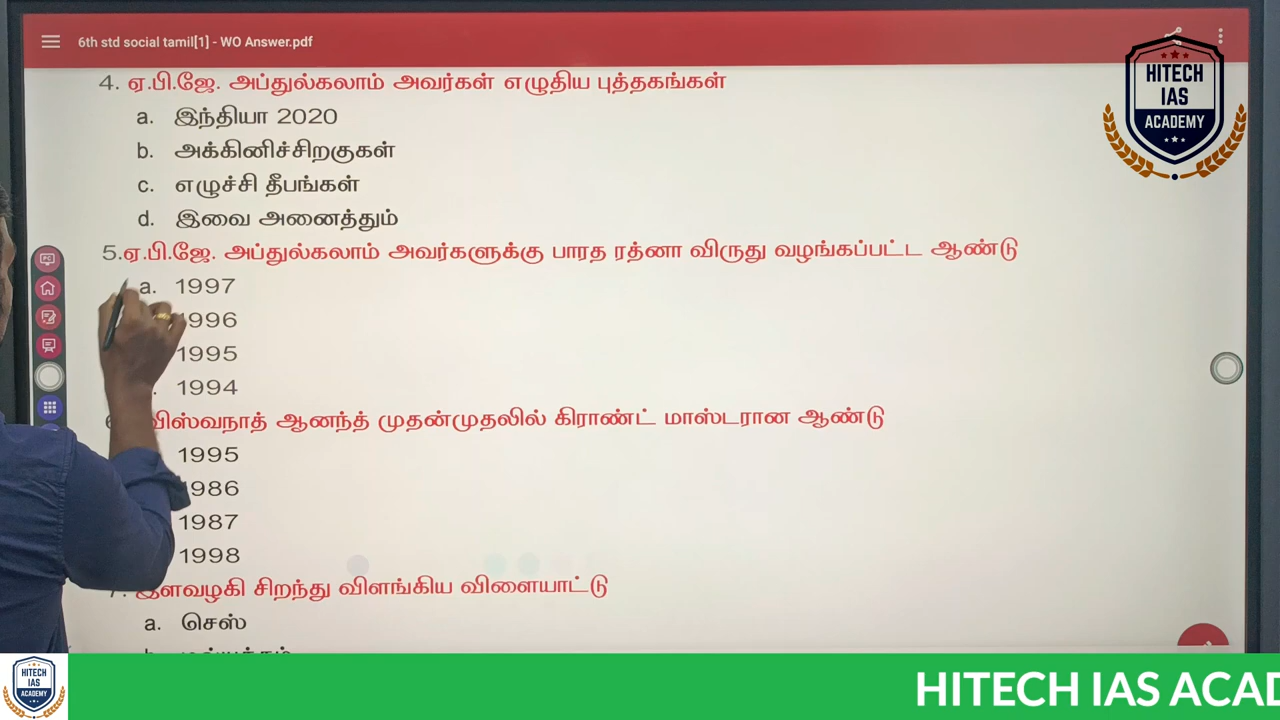 6th std social tamil[1] - WO Answer.pdf
HITECH
IAS
ACADEMY
4. ஏ.பி.ஜே. அப்துல்கலாம் அவர்கள் எழுதிய புத்தகங்கள்
a. இந்தியா 2020
b. அக்கினிச்சிறகுகள்
c. எழுச்சி தீபங்கள்
d. இவை அனைத்தும்
5.ஏ.பி.ஜே. அப்துல்கலாம் அவர்களுக்கு பாரத ரத்னா விருது வழங்கப்பட்ட ஆண்டு
a. 1997
1996
1995
1994
விஸ்வநாத் ஆனந்த் முதன்முதலில் கிராண்ட் மாஸ்டரான ஆண்டு
1995
1986
1987
1998
7. இளவழகி சிறந்து விளங்கிய விளையாட்டு
a. செஸ்
HITECH
IAS
ACADEMY
HITECH IAS ACAD